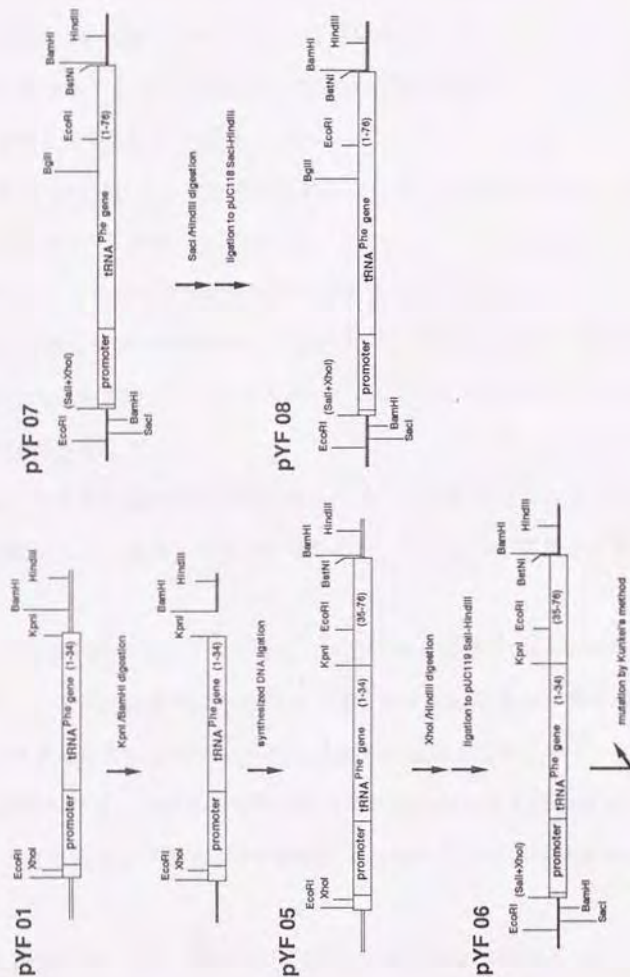 pYF 01
EcoRI
XhoI
KpnI
BamHI
HindIII
promoter
tRNA Phe gene (1-34)
KpnI /BamHI digestion
KpnI
BamHI
HindIII
promoter
tRNA Phe gene (1-34)
synthesized DNA ligation
pYF 05
EcoRI
XhoI
KpnI
EcoRI
BstNI
BamHI
HindIII
promoter
tRNA Phe gene (1-34)
(35-76)
XhoI /HindIII digestion
ligation to pUC119 SalI-HindIII
pYF 06
EcoRI
(SalI+XhoI)
KpnI
EcoRI
BstNI
BamHI
HindIII
promoter
tRNA Phe gene (1-34)
(35-76)
BamHI
SacI
mutation by Kunkel's method
pYF 07
EcoRI
(SalI+XhoI)
BglII
EcoRI
BstNI
BamHI
HindIII
promoter
tRNA Phe gene
(1-76)
BamHI
SacI
SacI /HindIII digestion
ligation to pUC118 SacI-HindIII
pYF 08
EcoRI
(SalI+XhoI)
BglII
EcoRI
BstNI
BamHI
HindIII
promoter
tRNA Phe gene
(1-76)
BamHI
SacI